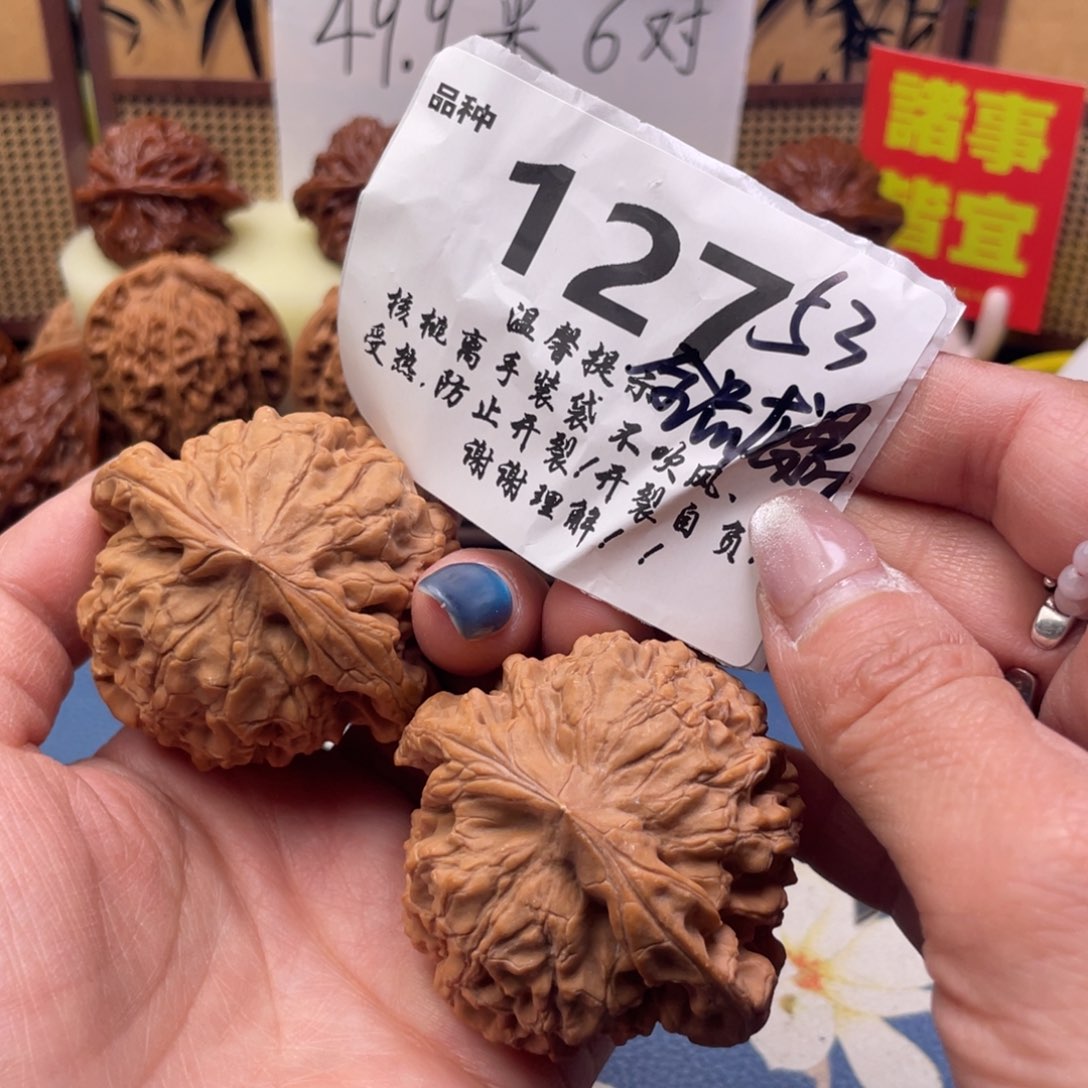 49.9米 6对
品种
127
53
温馨提示
核桃离手装袋不吹风、
受热,防止开裂!开裂自负,
谢谢理解!!
諸事
皆宜